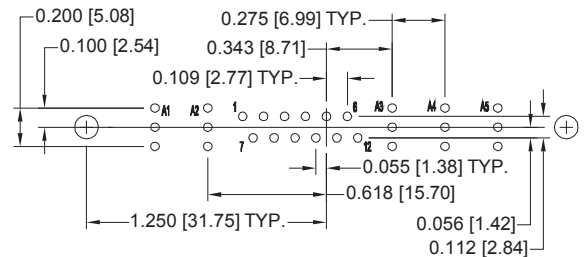 0.200 [5.08]
0.275 [6.99] TYP.
0.100 [2.54]
0.343 [8.71]
0.109 [2.77] TYP.
A1 A2 1 6 A3 A4 A5
7 12
0.055 [1.38] TYP.
0.618 [15.70]
1.250 [31.75] TYP.
0.056 [1.42]
0.112 [2.84]